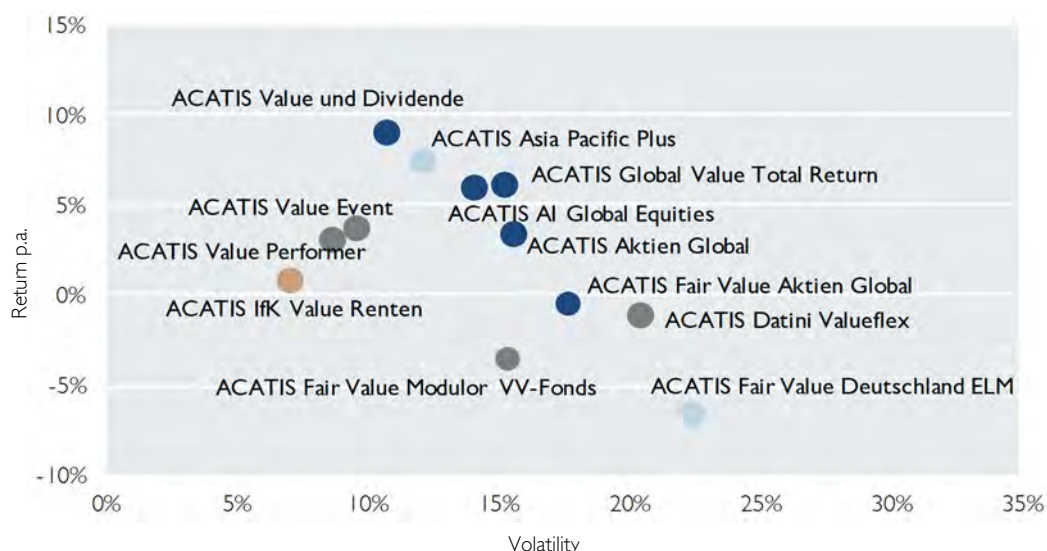 15%
ACATIS Value und Dividende
10%
ACATIS Asia Pacific Plus
ACATIS Global Value Total Return
5%
ACATIS Value Event
ACATIS AI Global Equities
ACATIS Value Performer
ACATIS Aktien Global
Return p.a.
0%
ACATIS IfK Value Renten
ACATIS Fair Value Aktien Global
ACATIS Datini Valueflex
-5%
ACATIS Fair Value Modulor VV-Fonds
ACATIS Fair Value Deutschland ELM
-10%
0% 5% 10% 15% 20% 25% 30% 35%
Volatility